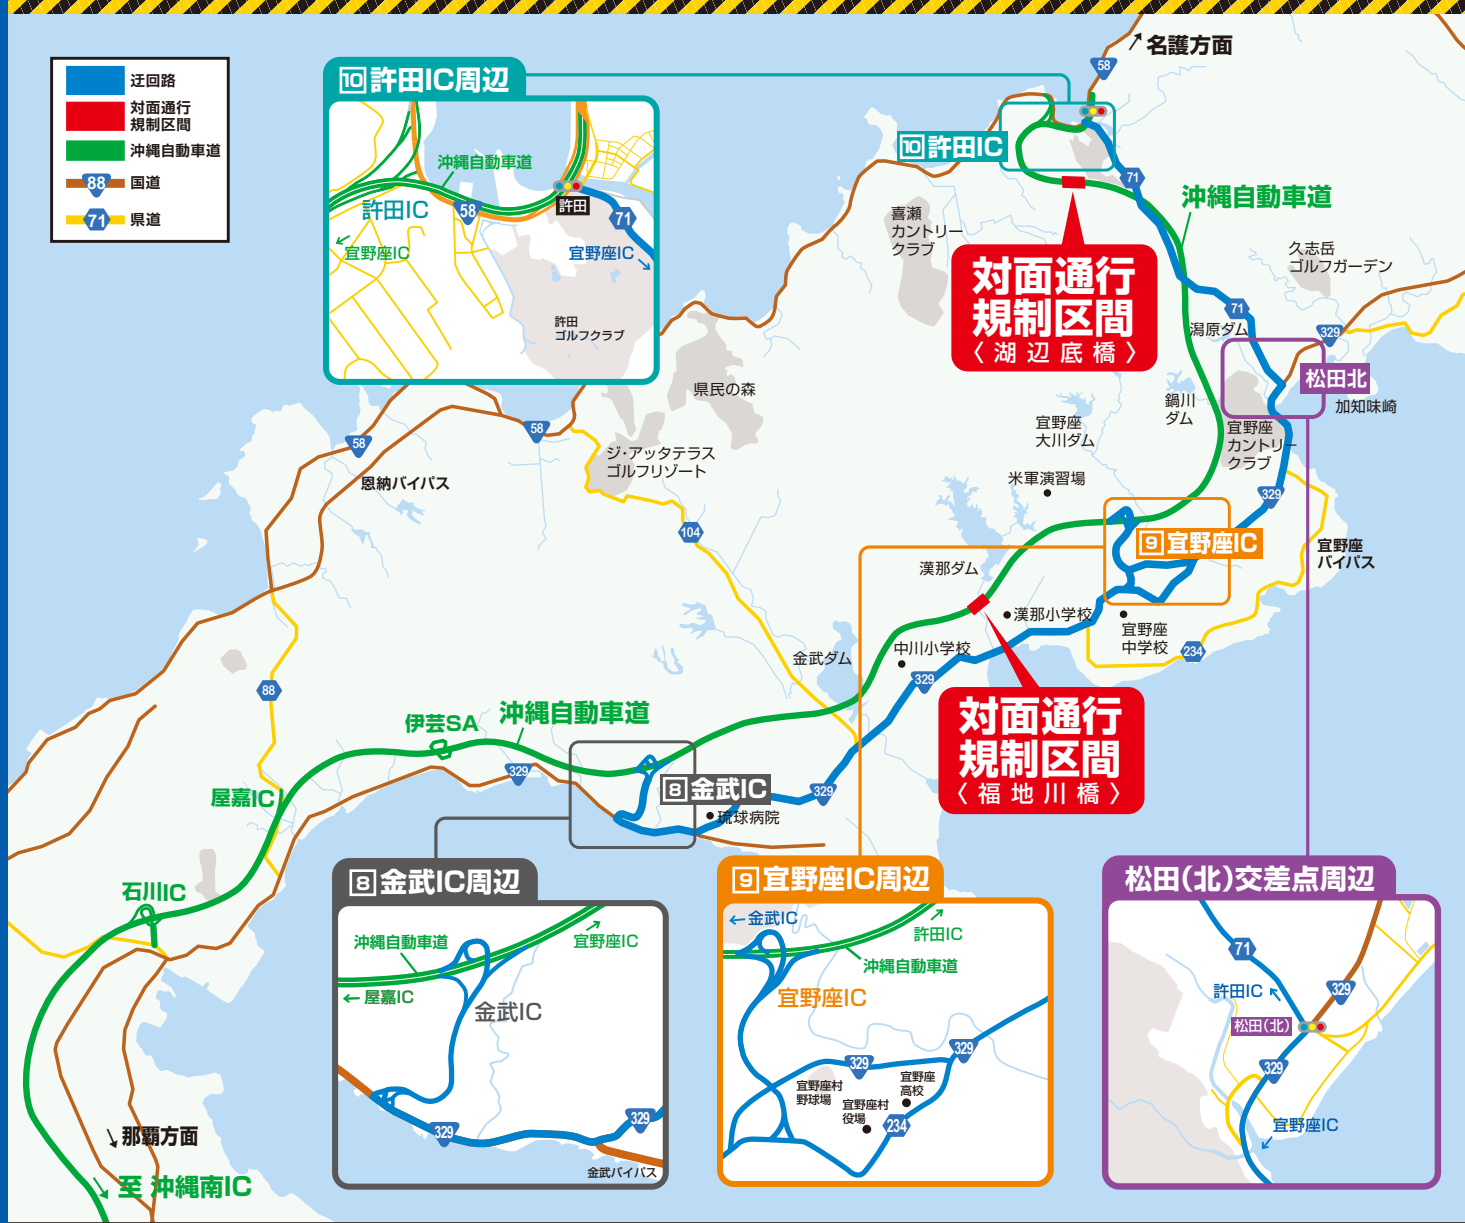 迂回路
対面通行
規制区間
沖縄自動車道
88 国道
71 県道
10 許田IC周辺
沖縄自動車道
許田IC
58
許田
71
宜野座IC
宜野座IC
許田
ゴルフクラブ
名護方面
58
10 許田IC
71
沖縄自動車道
喜瀬
カントリー
クラブ
久志岳
ゴルフガーデン
対面通行
規制区間
〈湖辺底橋〉
71
潟原ダム
329
松田北
加知味崎
鍋川
ダム
宜野座
カントリー
クラブ
宜野座
大川ダム
県民の森
58
58
恩納バイパス
ジ・アッタテラス
ゴルフリゾート
米軍演習場
329
104
9 宜野座IC
宜野座
バイパス
漢那ダム
漢那小学校
宜野座
中学校
234
中川小学校
金武ダム
329
88
対面通行
規制区間
〈福地川橋〉
伊芸SA
沖縄自動車道
329
8 金武IC
329
琉球病院
屋嘉IC
石川IC
那覇方面
至 沖縄南IC
8 金武IC周辺
沖縄自動車道
宜野座IC
屋嘉IC
金武IC
329
329
金武バイパス
9 宜野座IC周辺
金武IC
許田IC
沖縄自動車道
宜野座IC
329
329
宜野座村
野球場
宜野座
高校
宜野座村
役場
234
松田(北)交差点周辺
71
許田IC
329
松田(北)
329
宜野座IC